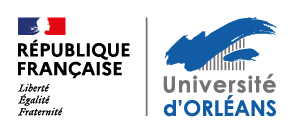 RÉPUBLIQUE
FRANÇAISE
Liberté
Égalité
Fraternité
Université
d'ORLÉANS